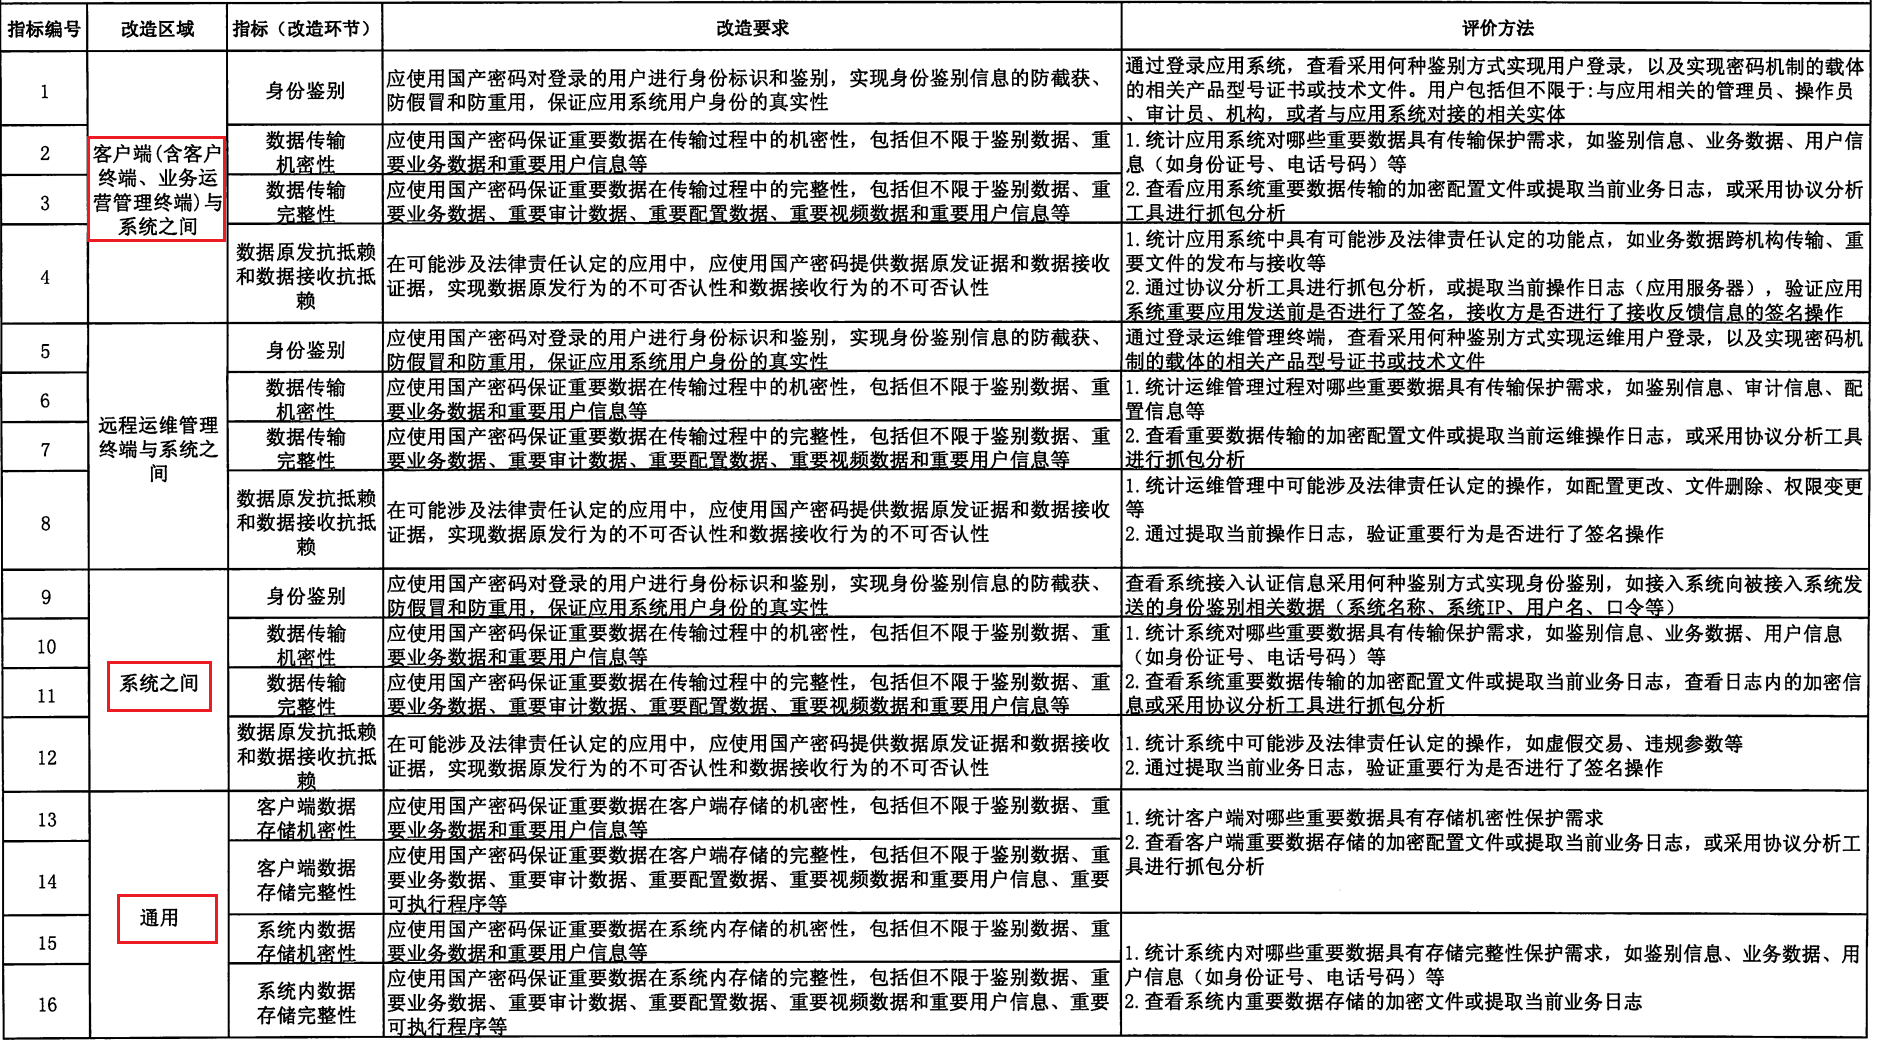 指标编号
改造区域
指标（改造环节）
改造要求
评价方法
1
客户端(含客户
终端、业务运
营管理终端)与
系统之间
身份鉴别
应使用国产密码对登录的用户进行身份标识和鉴别，实现身份鉴别信息的防截获、
防假冒和防重用，保证应用系统用户身份的真实性
通过登录应用系统，查看采用何种鉴别方式实现用户登录，以及实现密码机制的载体
的相关产品型号证书或技术文件。用户包括但不限于:与应用相关的管理员、操作员
、审计员、机构，或者与应用系统对接的相关实体
2
数据传输
机密性
应使用国产密码保证重要数据在传输过程中的机密性，包括但不限于鉴别数据、重
要业务数据和重要用户信息等
1.统计应用系统对哪些重要数据具有传输保护需求，如鉴别信息、业务数据、用户信
息（如身份证号、电话号码）等
2.查看应用系统重要数据传输的加密配置文件或提取当前业务日志，或采用协议分析
工具进行抓包分析
3
数据传输
完整性
应使用国产密码保证重要数据在传输过程中的完整性，包括但不限于鉴别数据、重
要业务数据、重要审计数据、重要配置数据、重要视频数据和重要用户信息等
4
数据原发抗抵赖
和数据接收抗抵
赖
在可能涉及法律责任认定的应用中，应使用国产密码提供数据原发证据和数据接收
证据，实现数据原发行为的不可否认性和数据接收行为的不可否认性
1.统计应用系统中具有可能涉及法律责任认定的功能点，如业务数据跨机构传输、重
要文件的发布与接收等
2.通过协议分析工具进行抓包分析，或提取当前操作日志（应用服务器），验证应用
系统重要应用发送前是否进行了签名，接收方是否进行了接收反馈信息的签名操作
5
远程运维管理
终端与系统之
间
身份鉴别
应使用国产密码对登录的用户进行身份标识和鉴别，实现身份鉴别信息的防截获、
防假冒和防重用，保证应用系统用户身份的真实性
通过登录运维管理终端，查看采用何种鉴别方式实现运维用户登录，以及实现密码机
制的载体的相关产品型号证书或技术文件
6
数据传输
机密性
应使用国产密码保证重要数据在传输过程中的机密性，包括但不限于鉴别数据、重
要业务数据和重要用户信息等
1.统计运维管理过程对哪些重要数据具有传输保护需求，如鉴别信息、审计信息、配
置信息等
2.查看重要数据传输的加密配置文件或提取当前运维操作日志，或采用协议分析工具
进行抓包分析
7
数据传输
完整性
应使用国产密码保证重要数据在传输过程中的完整性，包括但不限于鉴别数据、重
要业务数据、重要审计数据、重要配置数据、重要视频数据和重要用户信息等
8
数据原发抗抵赖
和数据接收抗抵
赖
在可能涉及法律责任认定的应用中，应使用国产密码提供数据原发证据和数据接收
证据，实现数据原发行为的不可否认性和数据接收行为的不可否认性
1.统计运维管理中可能涉及法律责任认定的操作，如配置更改、文件删除、权限变更
等
2.通过提取当前操作日志，验证重要行为是否进行了签名操作
9
系统之间
身份鉴别
应使用国产密码对登录的用户进行身份标识和鉴别，实现身份鉴别信息的防截获、
防假冒和防重用，保证应用系统用户身份的真实性
查看系统接入认证信息采用何种鉴别方式实现身份鉴别，如接入系统向被接入系统发
送的身份鉴别相关数据（系统名称、系统IP、用户名、口令等）
10
数据传输
机密性
应使用国产密码保证重要数据在传输过程中的机密性，包括但不限于鉴别数据、重
要业务数据和重要用户信息等
1.统计系统对哪些重要数据具有传输保护需求，如鉴别信息、业务数据、用户信息
（如身份证号、电话号码）等
2.查看系统重要数据传输的加密配置文件或提取当前业务日志，查看日志内的加密信
息或采用协议分析工具进行抓包分析
11
数据传输
完整性
应使用国产密码保证重要数据在传输过程中的完整性，包括但不限于鉴别数据、重
要业务数据、重要审计数据、重要配置数据、重要视频数据和重要用户信息等
12
数据原发抗抵赖
和数据接收抗抵
赖
在可能涉及法律责任认定的应用中，应使用国产密码提供数据原发证据和数据接收
证据，实现数据原发行为的不可否认性和数据接收行为的不可否认性
1.统计系统中可能涉及法律责任认定的操作，如虚假交易、违规参数等
2.通过提取当前业务日志，验证重要行为是否进行了签名操作
13
通用
客户端数据
存储机密性
应使用国产密码保证重要数据在客户端存储的机密性，包括但不限于鉴别数据、重
要业务数据和重要用户信息等
1.统计客户端对哪些重要数据具有存储机密性保护需求
2.查看客户端重要数据存储的加密配置文件或提取当前业务日志，或采用协议分析工
具进行抓包分析
14
客户端数据
存储完整性
应使用国产密码保证重要数据在客户端存储的完整性，包括但不限于鉴别数据、重
要业务数据、重要审计数据、重要配置数据、重要视频数据和重要用户信息、重要
可执行程序等
15
系统内数据
存储机密性
应使用国产密码保证重要数据在系统内存储的机密性，包括但不限于鉴别数据、重
要业务数据和重要用户信息等
1.统计系统内对哪些重要数据具有存储完整性保护需求，如鉴别信息、业务数据、用
户信息（如身份证号、电话号码）等
2.查看系统内重要数据存储的加密文件或提取当前业务日志
16
系统内数据
存储完整性
应使用国产密码保证重要数据在系统内存储的完整性，包括但不限于鉴别数据、重
要业务数据、重要审计数据、重要配置数据、重要视频数据和重要用户信息、重要
可执行程序等